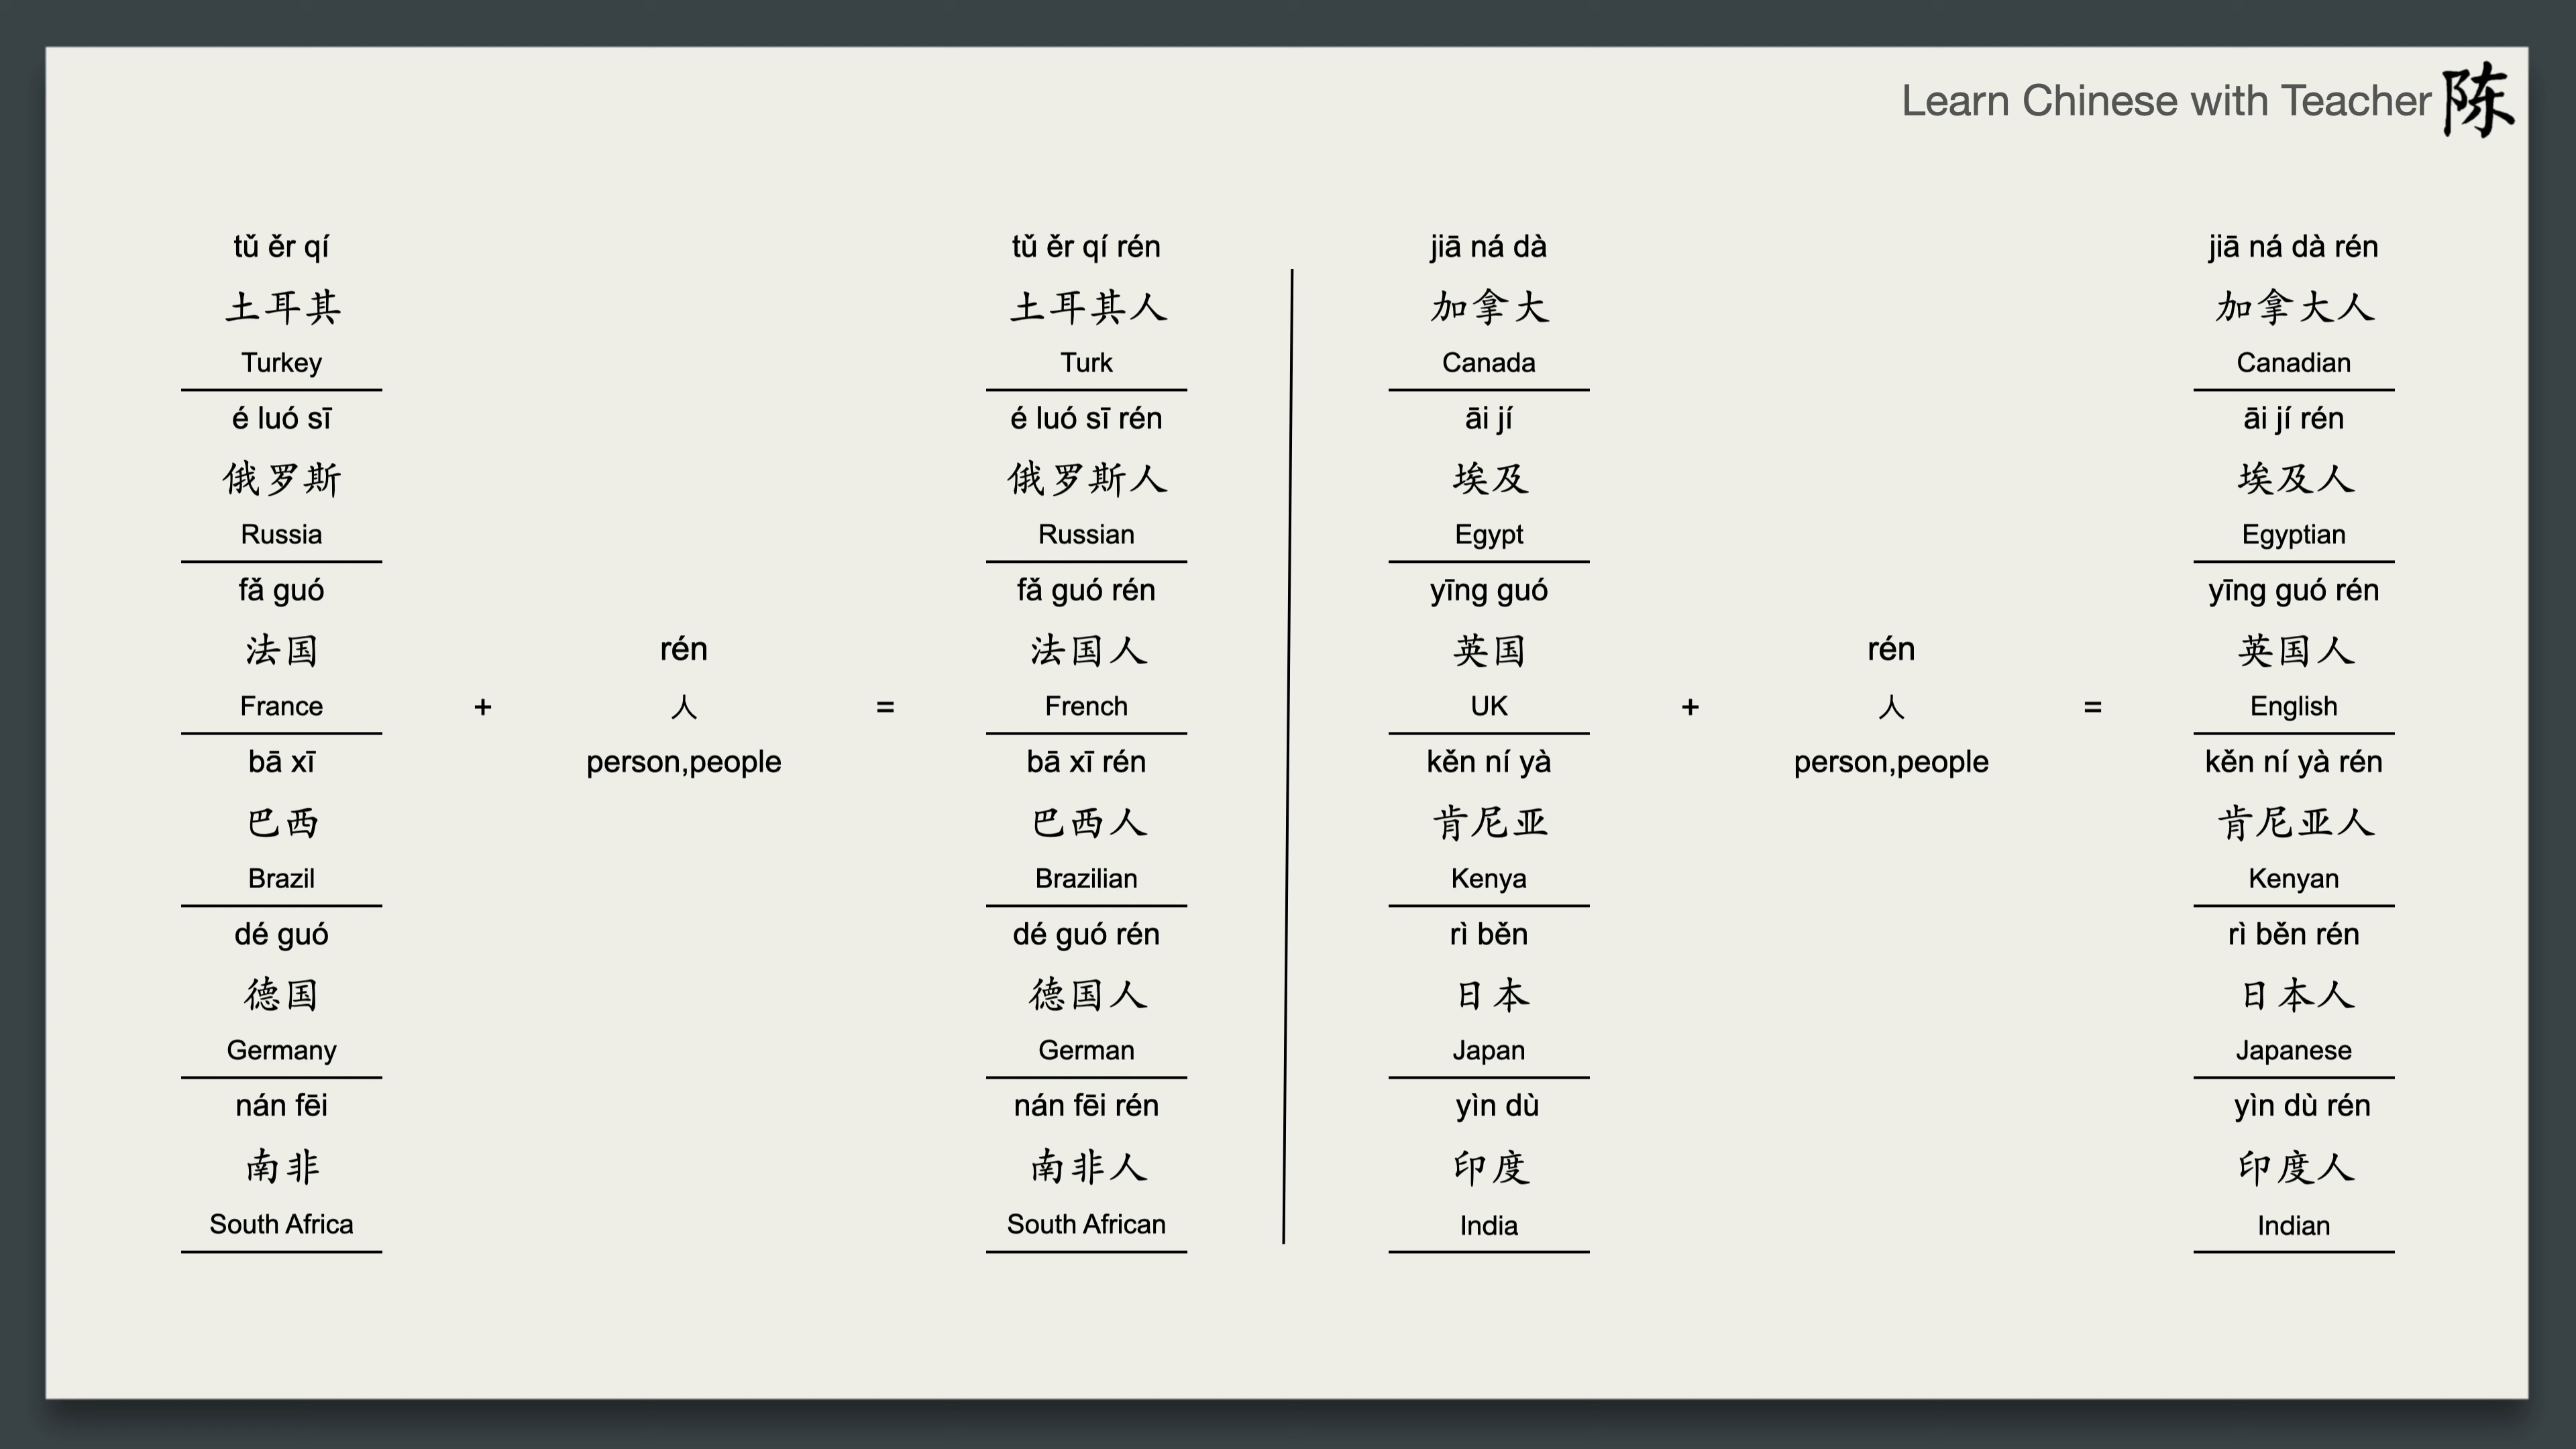 Learn Chinese with Teacher 陈
tǔ ěr qí
土耳其
Turkey
é luó sī
俄罗斯
Russia
fǎ guó
法国
France
bā xī
巴西
Brazil
dé guó
德国
Germany
nán fēi
南非
South Africa
+
rén
人
person,people
=
tǔ ěr qí rén
土耳其人
Turk
é luó sī rén
俄罗斯人
Russian
fǎ guó rén
法国人
French
bā xī rén
巴西人
Brazilian
dé guó rén
德国人
German
nán fēi rén
南非人
South African
jiā ná dà
加拿大
Canada
āi jí
埃及
Egypt
yīng guó
英国
UK
kěn ní yà
肯尼亚
Kenya
rì běn
日本
Japan
yìn dù
印度
India
+
rén
人
person,people
=
jiā ná dà rén
加拿大人
Canadian
āi jí rén
埃及人
Egyptian
yīng guó rén
英国人
English
kěn ní yà rén
肯尼亚人
Kenyan
rì běn rén
日本人
Japanese
yìn dù rén
印度人
Indian